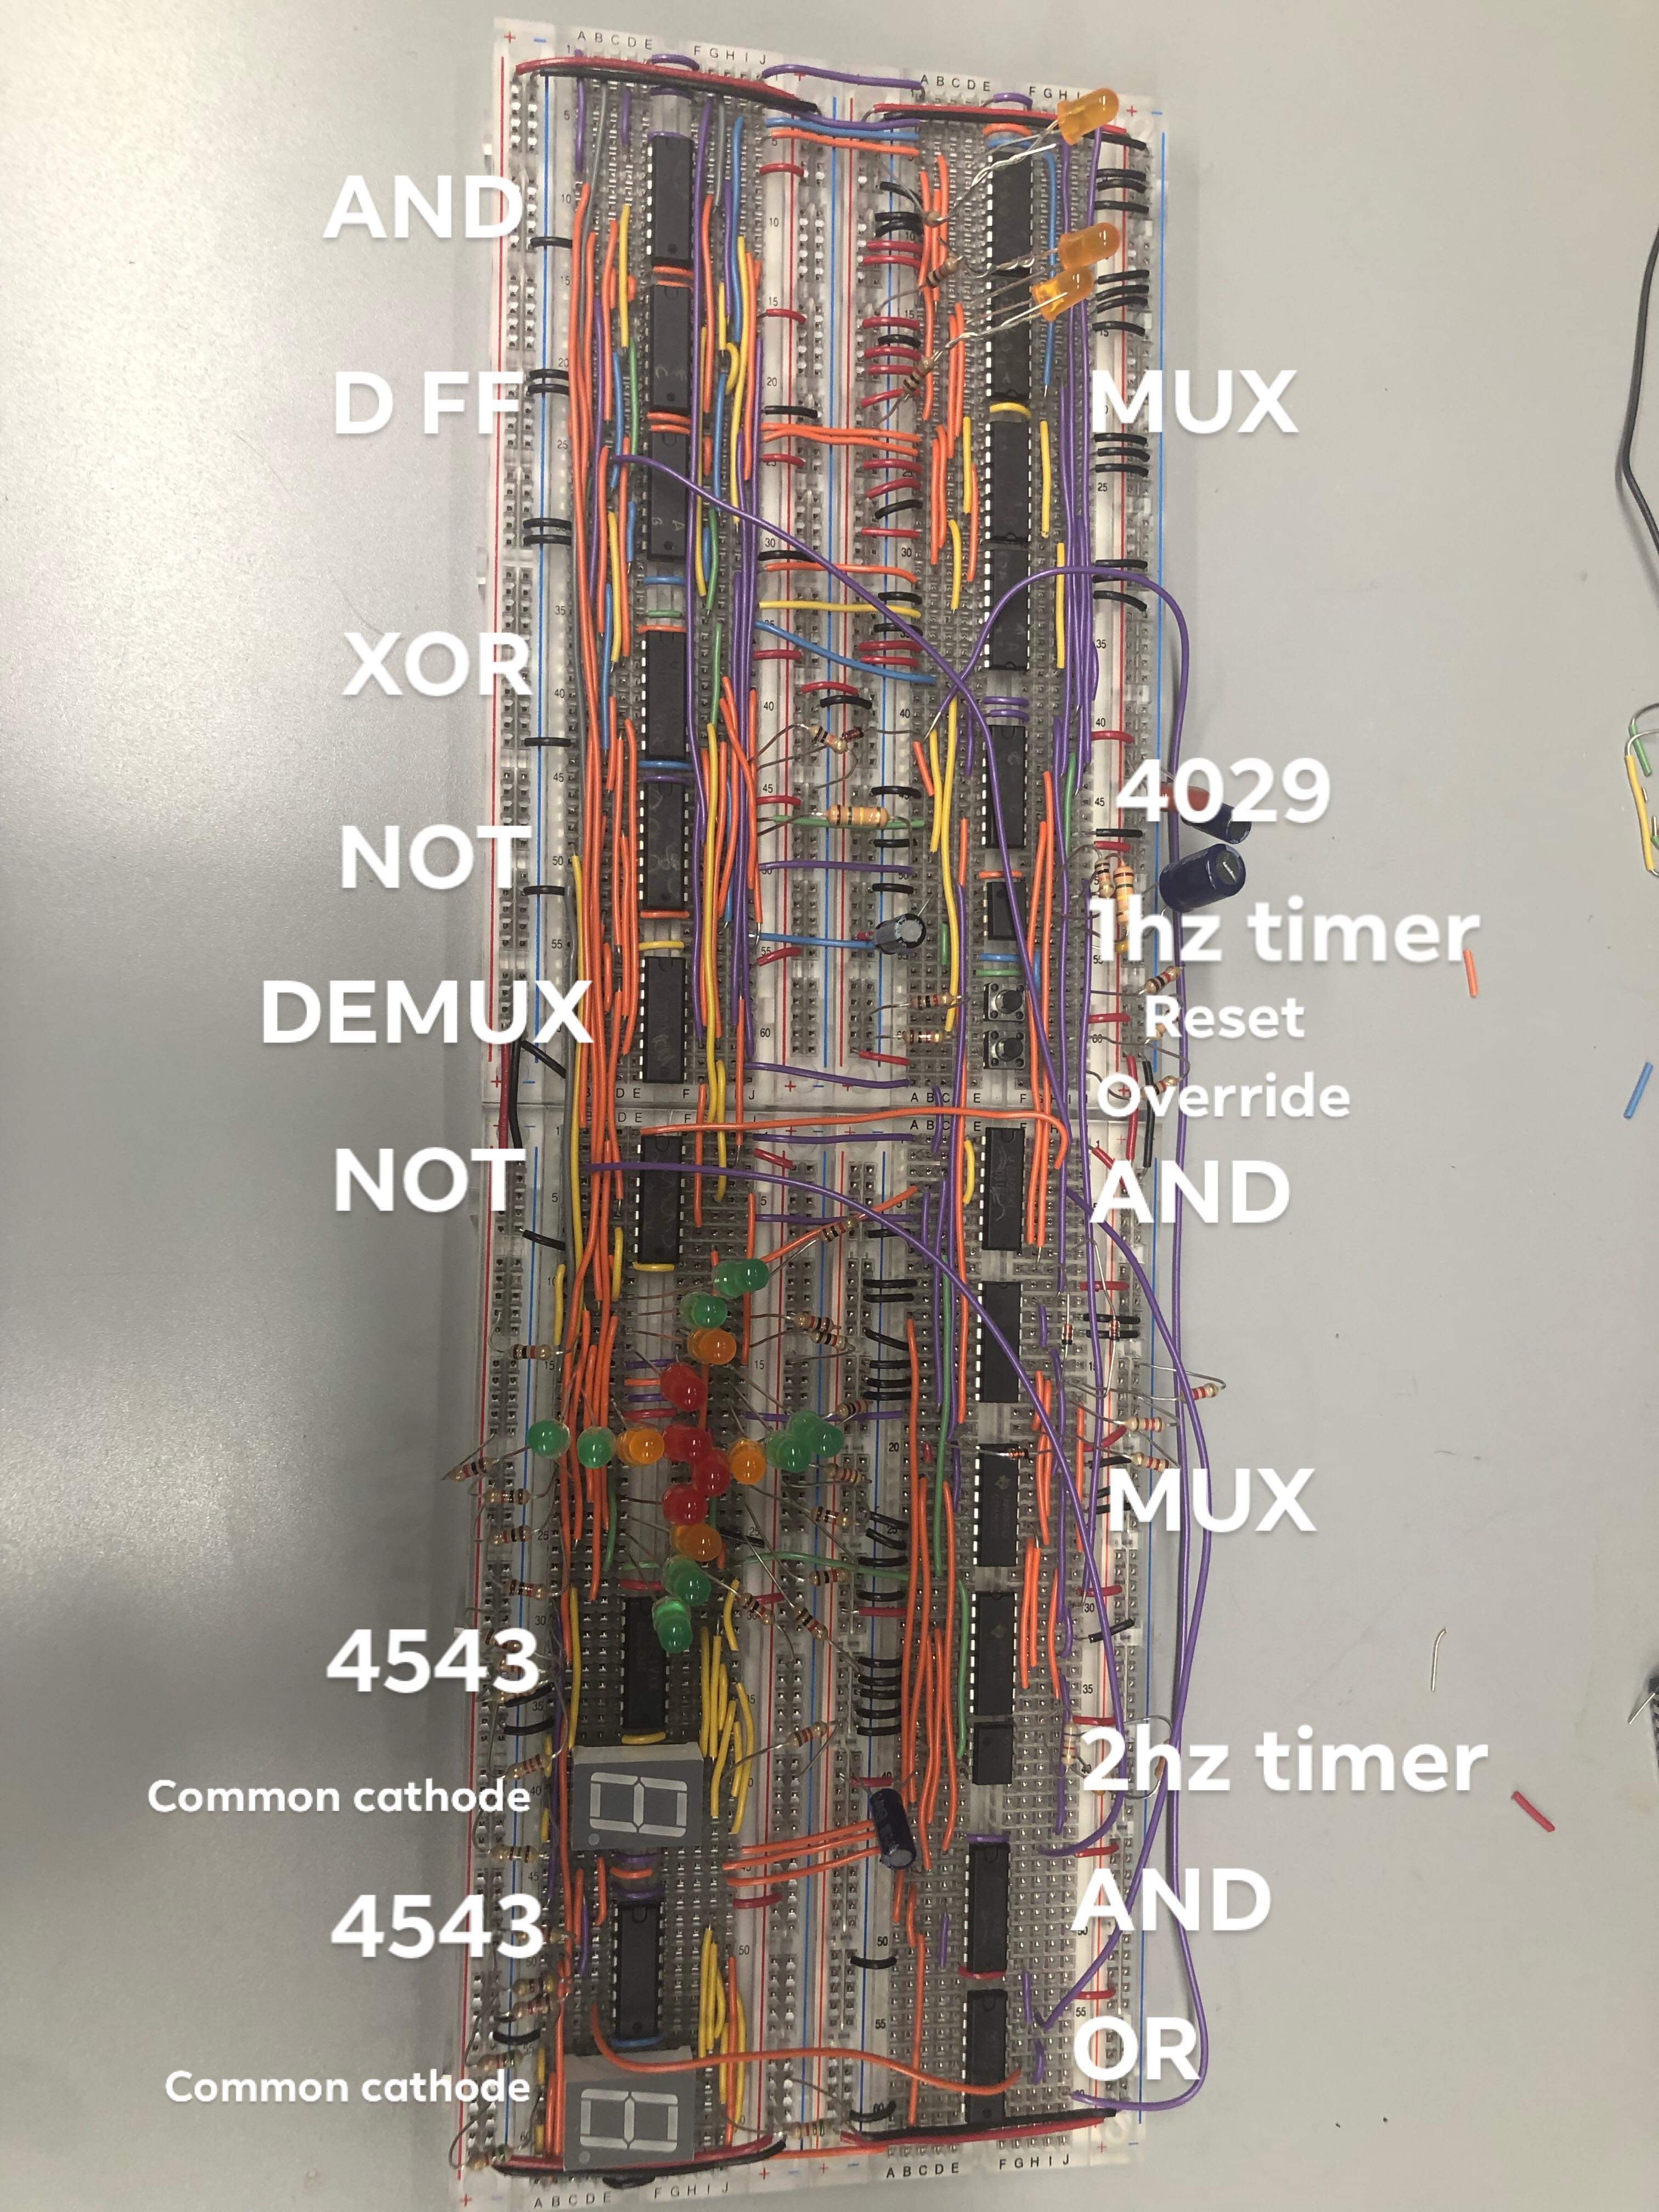 A B C D E F G H I J
A B C D E F G H I
AND
D FF
MUX
XOR
4029
NOT
1hz timer
DEMUX
Reset
Override
NOT
AND
MUX
4543
2hz timer
Common cathode
4543
AND
OR
Common cathode
A B C D E F G H I J
A B C D E F G H I J